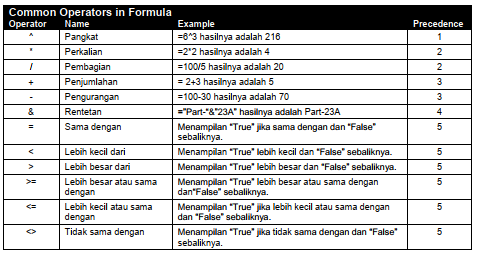 Common Operators in Formula
Operator Name Example Precedence
^ Pangkat =6^3 hasilnya adalah 216 1
* Perkalian =2*2 hasilnya adalah 4 2
/ Pembagian =100/5 hasilnya adalah 20 2
+ Penjumlahan = 2+3 hasilnya adalah 5 3
- Pengurangan =100-30 hasilnya adalah 70 3
& Rentetan ="Part-"&"23A" hasilnya adalah Part-23A 4
= Sama dengan Menampilan "True" jika sama dengan dan "False" 5
sebaliknya.
< Lebih kecil dari Menampilan "True" lebih kecil dan "False" sebaliknya. 5
> Lebih besar dari Menampilan "True" lebih besar dan "False" sebaliknya. 5
>= Lebih besar atau sama Menampilan "True" lebih besar atau sama dengan 5
dengan dan"False" sebaliknya.
<= Lebih kecil atau sama Menampilan "True" jika lebih kecil atau sama dengan 5
dengan dan "False" sebaliknya.
<> Tidak sama dengan Menampilan "True" jika tidak sama dengan dan "False" 5
sebaliknya.